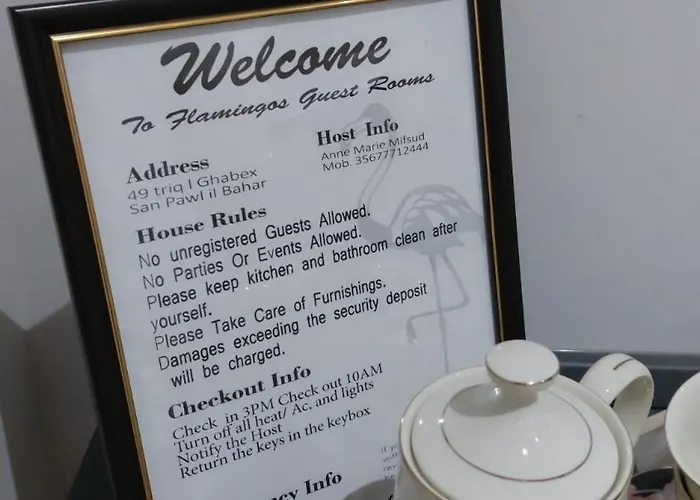 Welcome
To Flamingos Guest Rooms
Address
49 triq l Ghabex
San Pawl il Bahar
Host Info
Anne Marie Mifsud
Mob. 35677712444
House Rules
No unregistered Guests Allowed.
No Parties Or Events Allowed.
Please keep kitchen and bathroom clean after
yourself.
Please Take Care of Furnishings.
Damages exceeding the security deposit
will be charged.
Checkout Info
Check in 3PM Check out 10AM
Turn off all heat/ Ac, and lights
Notify the Host
Return the keys in the keybox
Info